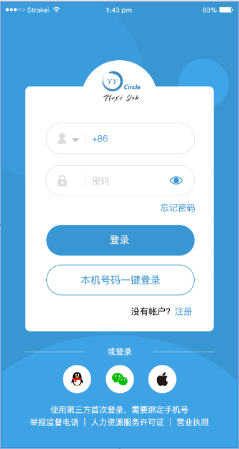 Strokei
1:43 pm
80%
YY Circle
Flexi Job
+86
密码
忘记密码
登录
本机号码一键登录
没有帐户? 注册
或登录
使用第三方首次登录，需要绑定手机号
举报监督电话 | 人力资源服务许可证 | 营业执照